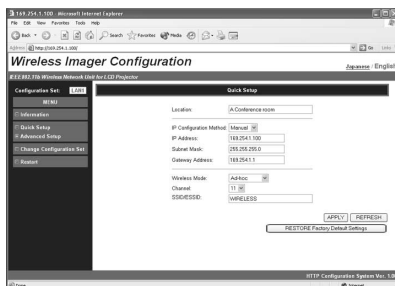 169.254.1.100 - Microsoft Internet Explorer
File Edit View Favorites Tools Help
Back Search Favorites Media
Address http://169.254.1.100/ Go Links
Wireless Imager Configuration
Japanese / English
IEEE802.11b Wireless Network Unit for LCD Projector
Configuration Set: LAN1
Quick Setup
MENU
Information
Quick Setup
Advanced Setup
Change Configuration Set
Restart
Location: A Conference room
IP Configuration Method: Manual
IP Address: 169.254.1.100
Subnet Mask: 255.255.255.0
Gateway Address: 169.254.1.1
Wireless Mode: Ad-hoc
Channel: 11
SSID/ESSID: WIRELESS
APPLY REFRESH
RESTORE Factory Default Settings
HTTP Configuration System Ver. 1.0
Done Internet